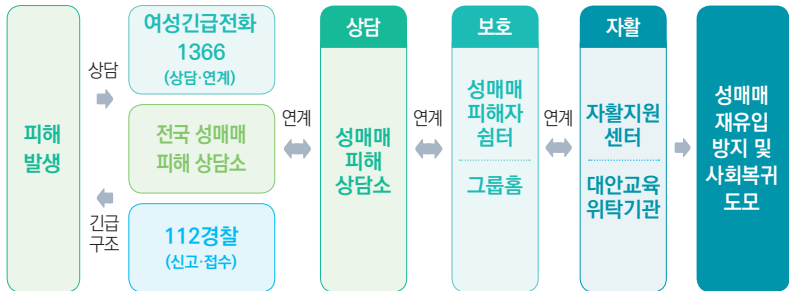 피해
발생
상담
긴급
구조
여성긴급전화
1366
(상담·연계)
전국 성매매
피해 상담소
112경찰
(신고·접수)
연계
상담
성매매
피해
상담소
연계
보호
성매매
피해자
쉼터
그룹홈
연계
자활
자활지원
센터
대안교육
위탁기관
성매매
재유입
방지 및
사회복귀
도모